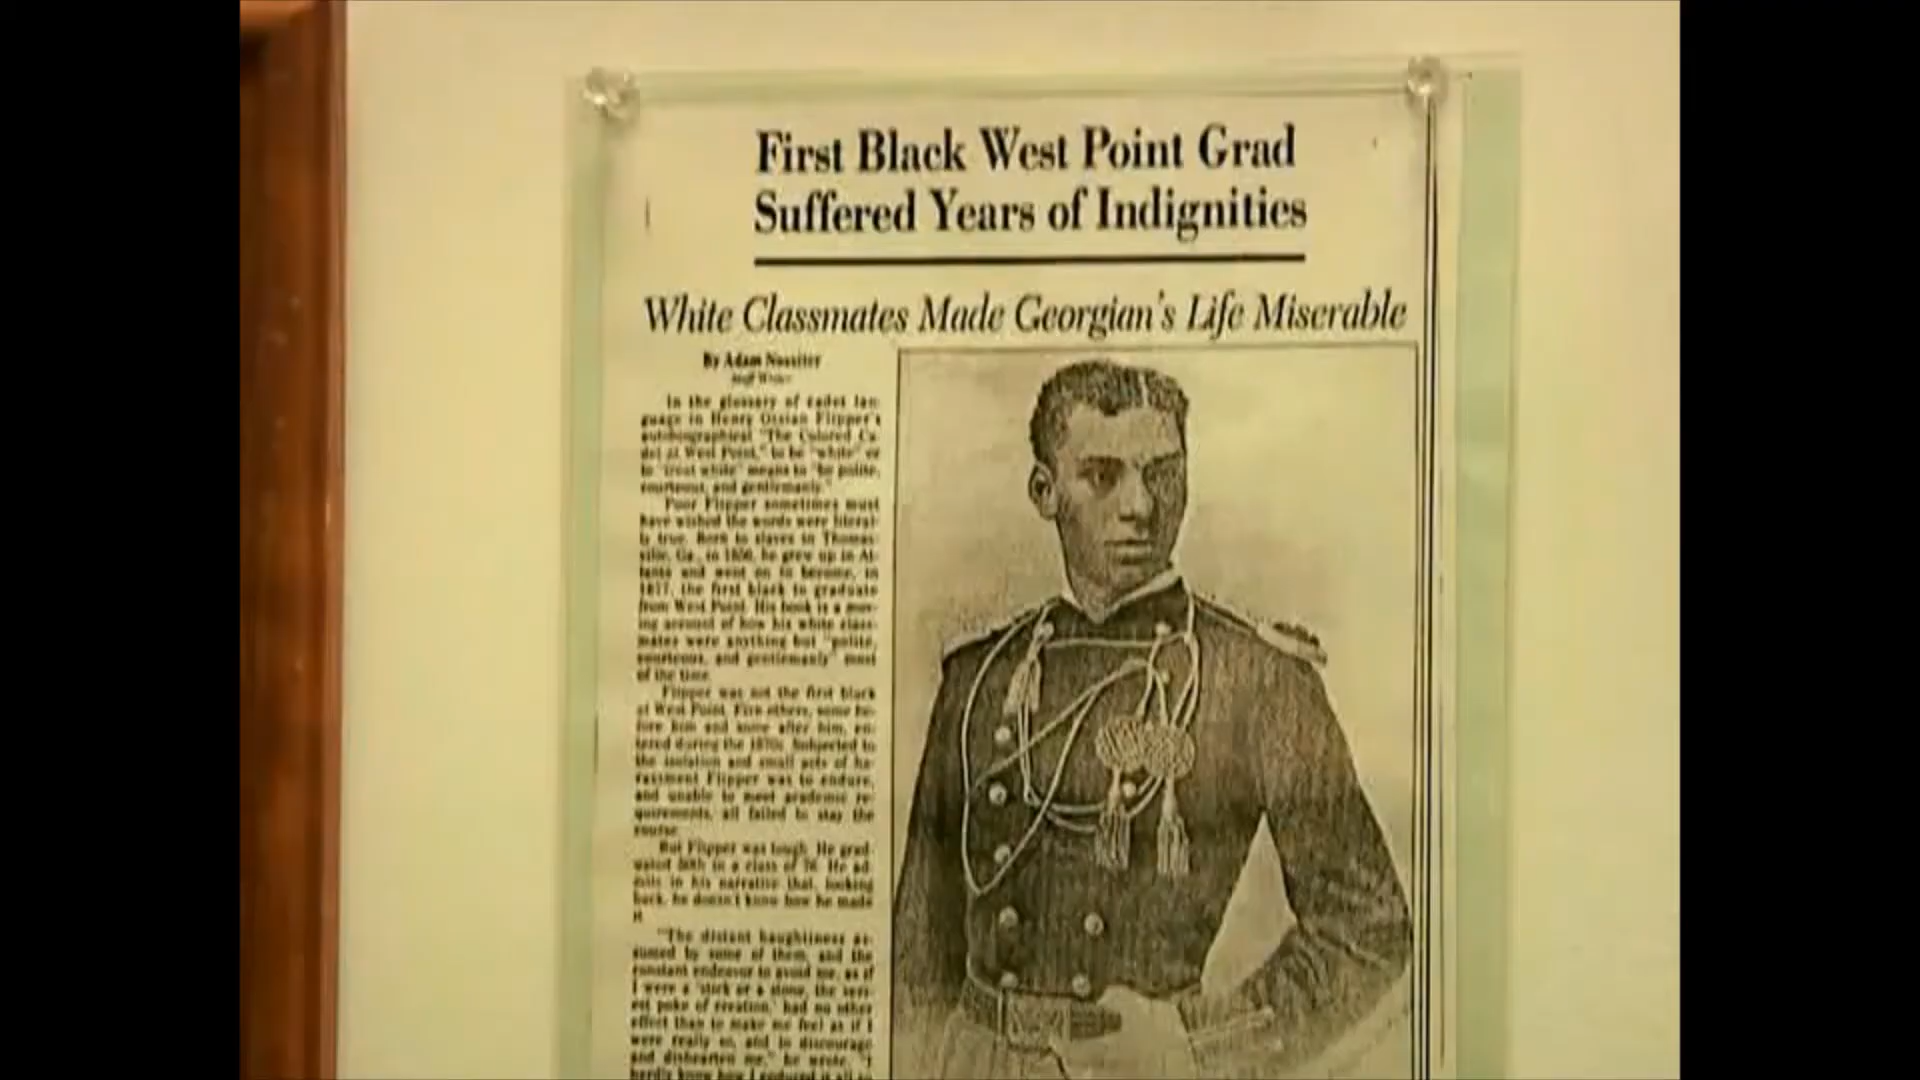 First Black West Point Grad
Suffered Years of Indignities
White Classmates Made Georgian's Life Miserable
By Adam Nossiter
Staff Writer
In the glossary of cadet lan-
guage in Henry Ossian Flipper's
autobiographical "The Colored Ca-
det at West Point," to be "white" or
to "treat white" means to "be polite,
courteous, and gentlemanly."
Poor Flipper sometimes must
have wished the words were literal-
ly true. Born to slaves in Thomas-
ville, Ga., in 1856, he grew up in At-
lanta and went on to become, in
1877, the first black to graduate
from West Point. His book is a mov-
ing account of how his white class-
mates were anything but "polite,
courteous, and gentlemanly" most
of the time.
Flipper was not the first black
at West Point. Five others, some be-
fore him and some after him, en-
tered during the 1870s. Subjected to
the isolation and small acts of ha-
rassment Flipper was to endure,
and unable to meet academic re-
quirements, all failed to stay the
course.
But Flipper was tough. He grad-
uated 50th in a class of 76. He ad-
mits in his narrative that, looking
back, he doesn't know how he made
it.
"The distant haughtiness as-
sumed by some of them, and the
constant endeavor to avoid me, as if
I were a 'stick or a stone, the veri-
est poke of creation,' had no other
effect than to make me feel as if I
were really so, and to discourage
and dishearten me," he wrote. "I
hardly know how I endured it all so